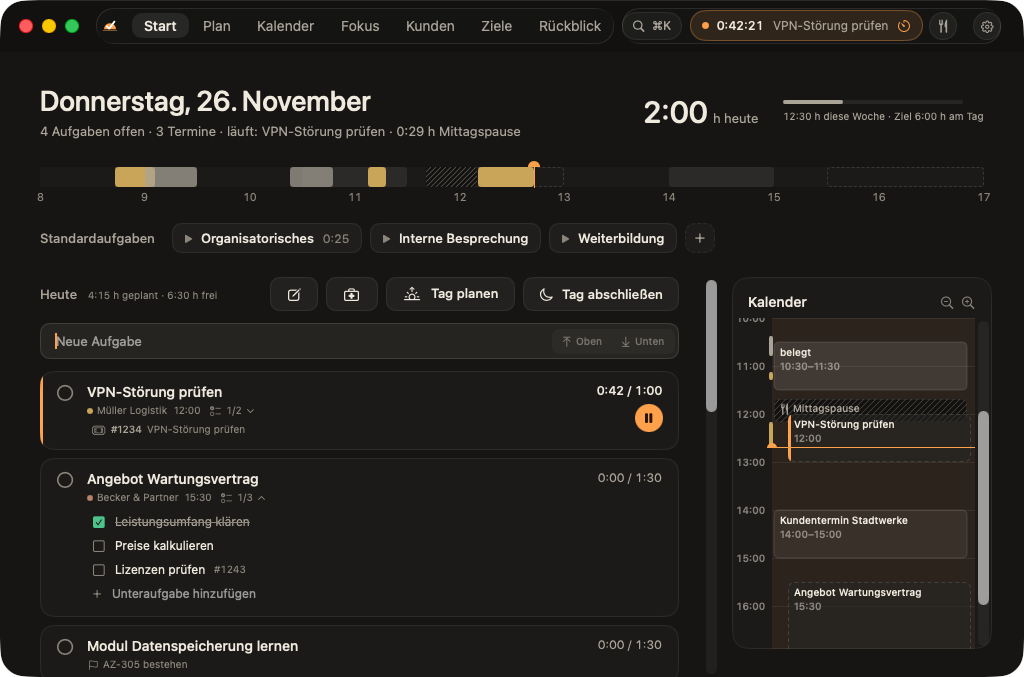 Start Plan Kalender Fokus Kunden Ziele Rückblick ⌘K 0:42:21 VPN-Störung prüfen
Donnerstag, 26. November
4 Aufgaben offen · 3 Termine · läuft: VPN-Störung prüfen · 0:29 h Mittagspause
2:00 h heute
12:30 h diese Woche · Ziel 6:00 h am Tag
8 9 10 11 12 13 14 15 16 17
Standardaufgaben Organisatorisches 0:25 Interne Besprechung Weiterbildung +
Heute 4:15 h geplant · 6:30 h frei Tag planen Tag abschließen
Neue Aufgabe Oben Unten
VPN-Störung prüfen 0:42 / 1:00
Müller Logistik 12:00 1/2
#1234 VPN-Störung prüfen
Angebot Wartungsvertrag 0:00 / 1:30
Becker & Partner 15:30 1/3
Leistungsumfang klären
Preise kalkulieren
Lizenzen prüfen #1243
+ Unteraufgabe hinzufügen
Modul Datenspeicherung lernen 0:00 / 1:30
AZ-305 bestehen
Kalender
10:00
belegt
10:30–11:30
11:00
Mittagspause
12:00
VPN-Störung prüfen
12:00
13:00
14:00
Kundentermin Stadtwerke
14:00–15:00
15:00
Angebot Wartungsvertrag
15:30
16:00